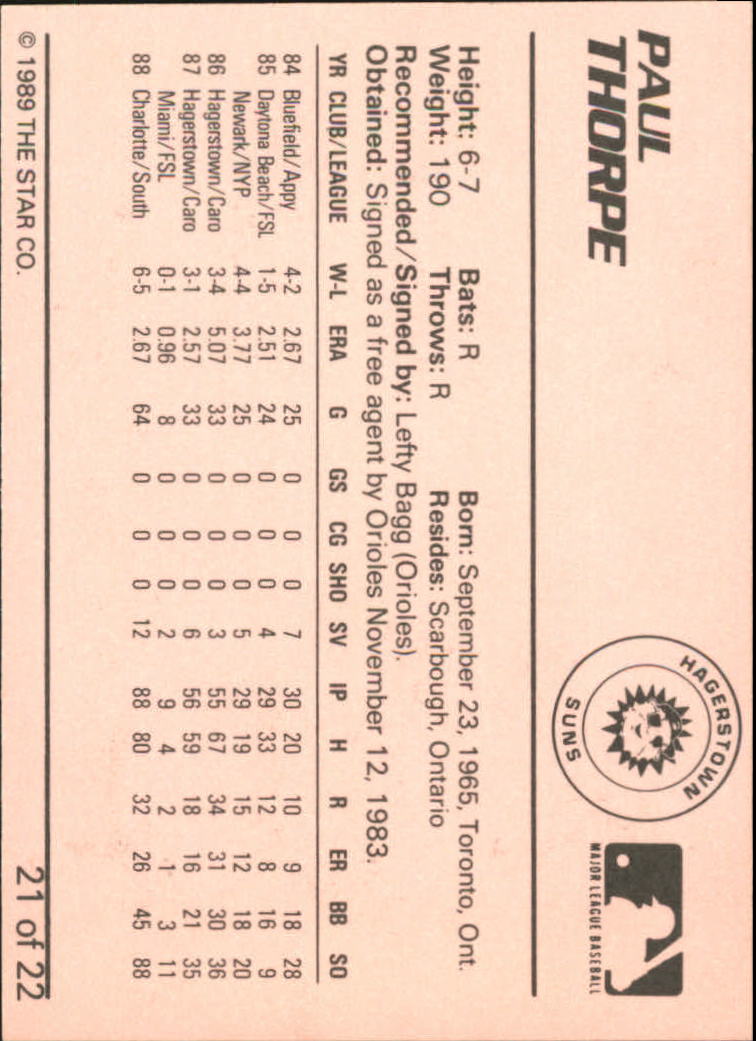 PAUL
THORPE
HAGERSTOWN
SUNS
MAJOR LEAGUE BASEBALL
Height: 6-7 Bats: R Born: September 23, 1965, Toronto, Ont.
Weight: 190 Throws: R Resides: Scarbough, Ontario
Recommended/Signed by: Lefty Bagg (Orioles).
Obtained: Signed as a free agent by Orioles November 12, 1983.
YR CLUB/LEAGUE W-L ERA G GS CG SHO SV IP H R ER BB SO
84 Bluefield/Appy 4-2 2.67 25 0 0 0 7 30 20 10 9 18 28
85 Daytona Beach/FSL 1-5 2.51 24 0 0 0 4 29 33 12 8 16 9
Newark/NYP 4-4 3.77 25 0 0 0 5 29 19 15 12 18 20
86 Hagerstown/Caro 3-4 5.07 33 0 0 0 3 55 67 34 31 30 36
87 Hagerstown/Caro 3-1 2.57 33 0 0 0 6 56 59 18 16 21 35
Miami/FSL 0-1 0.96 8 0 0 0 2 9 4 2 1 3 11
88 Charlotte/South 6-5 2.67 64 0 0 0 12 88 80 32 26 45 88
© 1989 THE STAR CO. 21 of 22